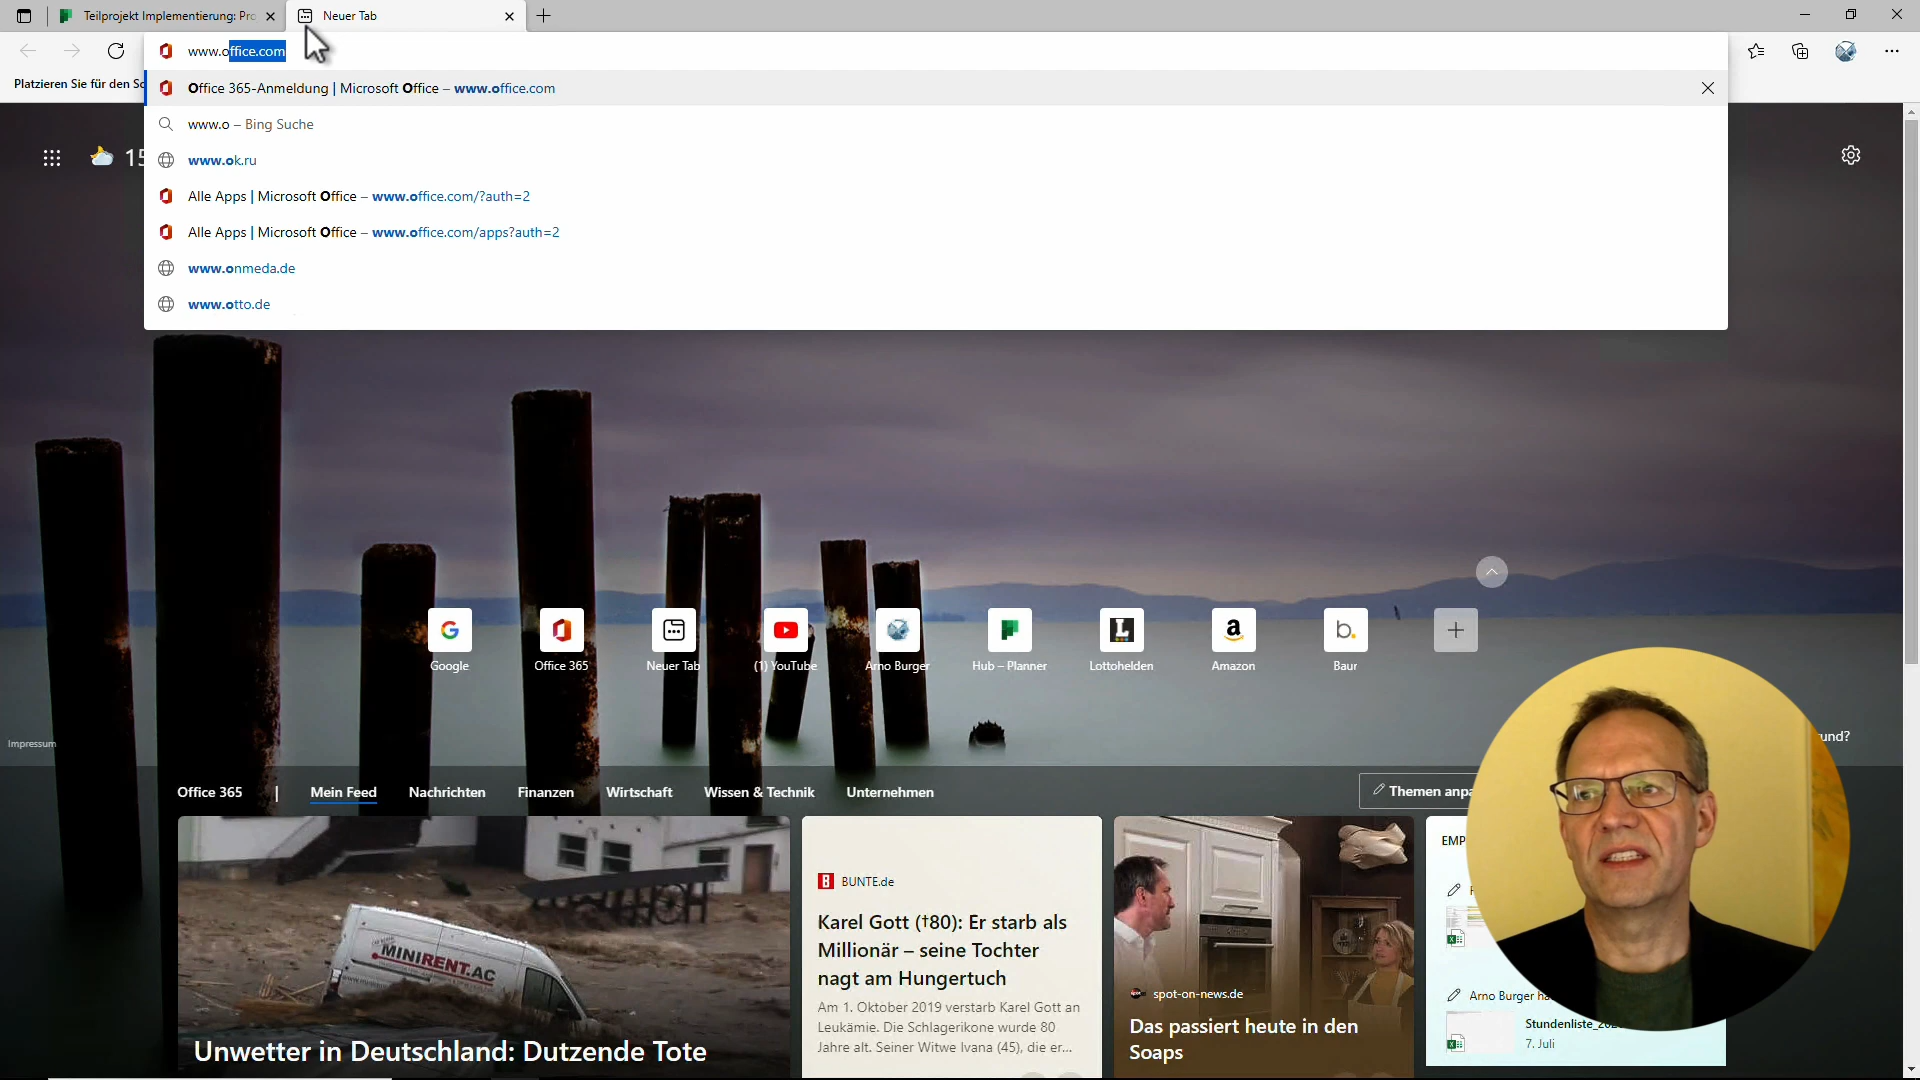 Teilprojekt Implementierung: Pro
Neuer Tab
www.office.com
Platzieren Sie für den Sc
Office 365-Anmeldung | Microsoft Office – www.office.com
www.o – Bing Suche
www.ok.ru
15
Alle Apps | Microsoft Office – www.office.com/?auth=2
Alle Apps | Microsoft Office – www.office.com/apps?auth=2
www.onmeda.de
www.otto.de
Google
Office 365
Neuer Tab
(1) YouTube
Arno Burger
Hub – Planner
Lottohelden
Amazon
Baur
Impressum
und?
Office 365 | Mein Feed Nachrichten Finanzen Wirtschaft Wissen & Technik Unternehmen
Themen anpa
MINIRENT.AC
Unwetter in Deutschland: Dutzende Tote
BUNTE.de
Karel Gott (†80): Er starb als
Millionär – seine Tochter
nagt am Hungertuch
Am 1. Oktober 2019 verstarb Karel Gott an
Leukämie. Die Schlagerikone wurde 80
Jahre alt. Seiner Witwe Ivana (45), die er...
spot-on-news.de
Das passiert heute in den
Soaps
EMP
Arno Burger ha
Stundenliste_202
7. Juli